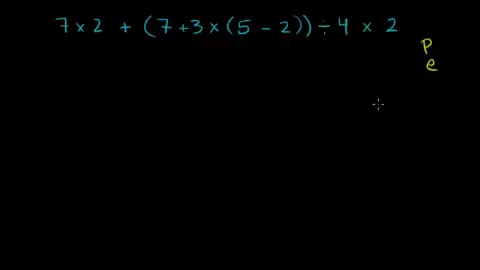 7 × 2 + (7 + 3 × (5 - 2)) ÷ 4 × 2
P
e